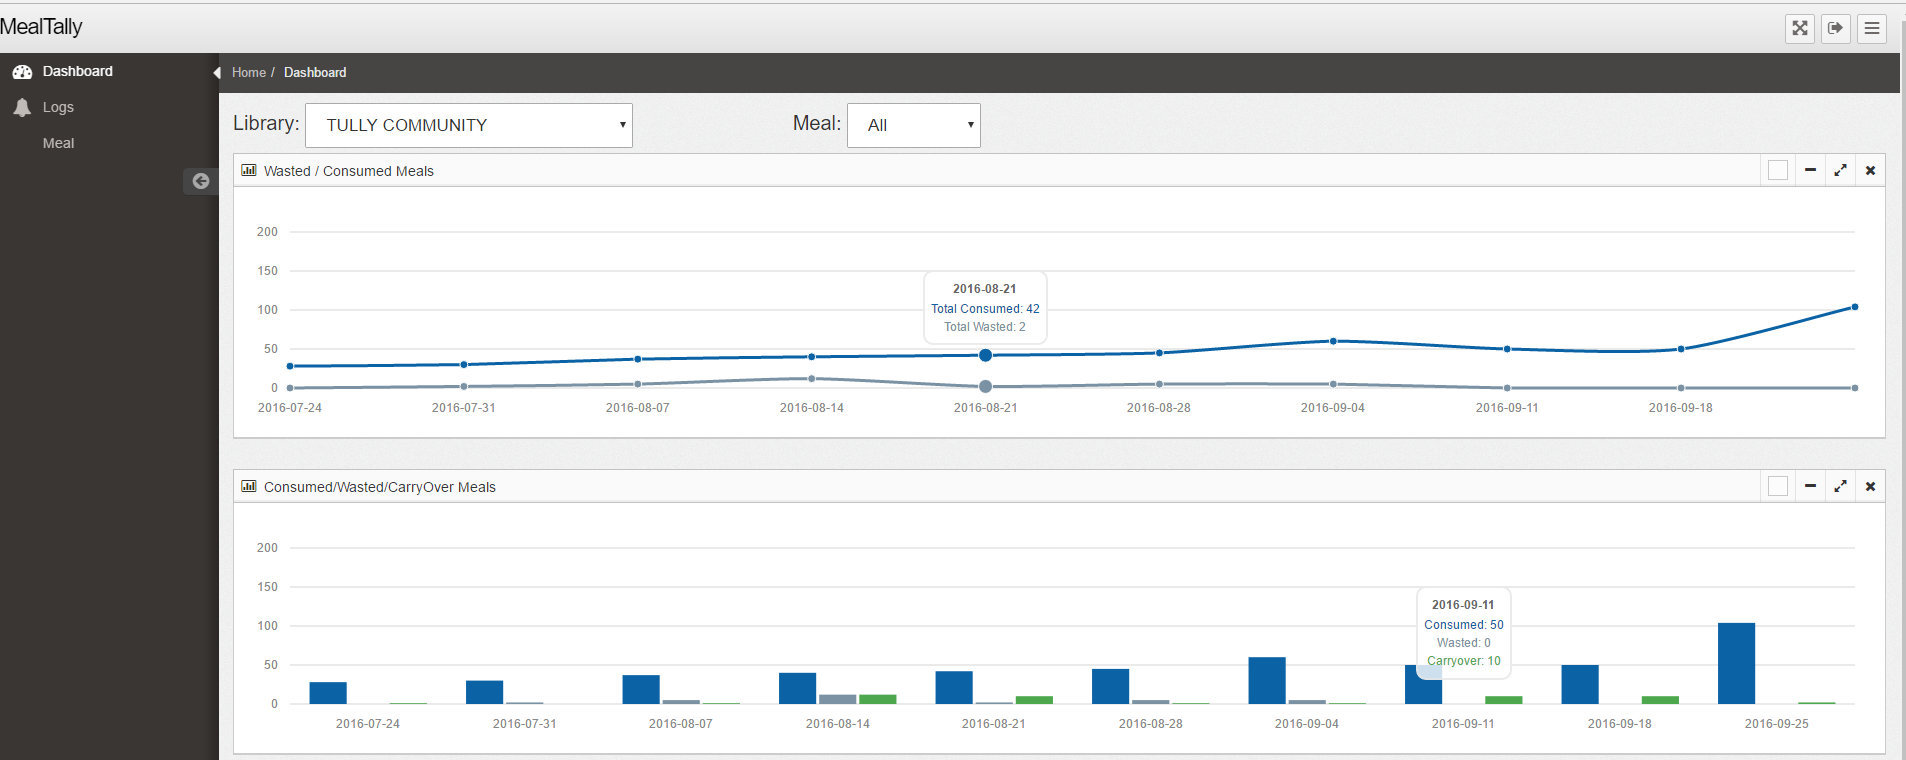 MealTally
Dashboard
Logs
Meal
Home / Dashboard
Library: TULLY COMMUNITY Meal: All
Wasted / Consumed Meals
200
150
100
50
0
2016-08-21
Total Consumed: 42
Total Wasted: 2
2016-07-24 2016-07-31 2016-08-07 2016-08-14 2016-08-21 2016-08-28 2016-09-04 2016-09-11 2016-09-18
Consumed/Wasted/CarryOver Meals
200
150
100
50
0
2016-09-11
Consumed: 50
Wasted: 0
Carryover: 10
2016-07-24 2016-07-31 2016-08-07 2016-08-14 2016-08-21 2016-08-28 2016-09-04 2016-09-11 2016-09-18 2016-09-25